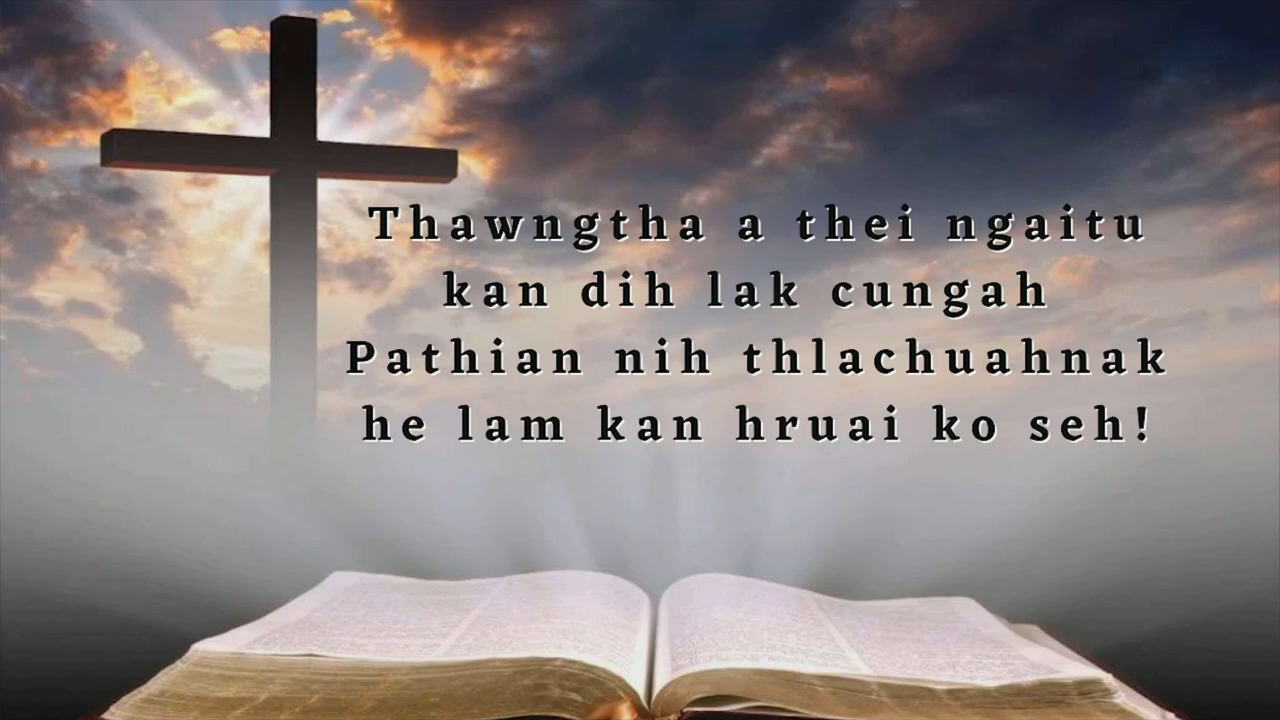 Thawngtha a thei ngaitu
kan dih lak cungah
Pathian nih thlachuahnak
he lam kan hruai ko seh!